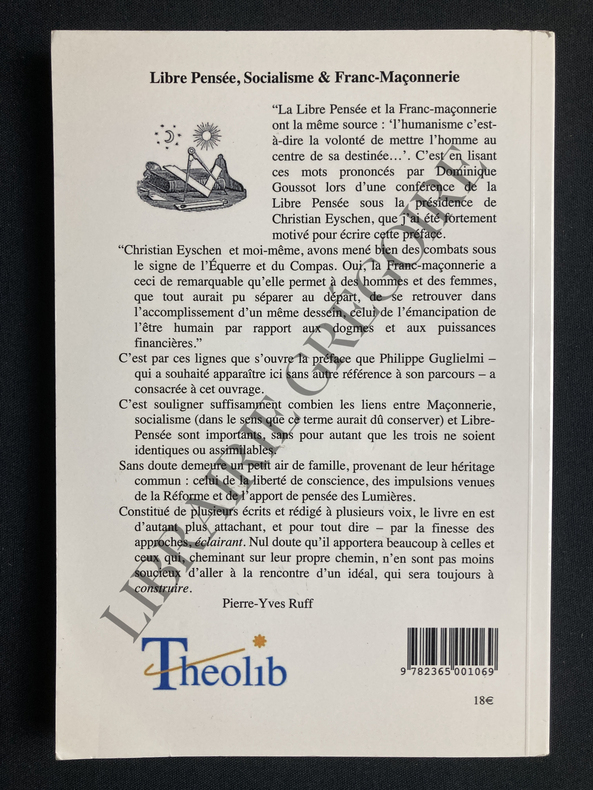 Libre Pensée, Socialisme & Franc-Maçonnerie
“La Libre Pensée et la Franc-maçonnerie
ont la même source : ‘l’humanisme c’est-
à-dire la volonté de mettre l’homme au
centre de sa destinée…’. C’est en lisant
ces mots prononcés par Dominique
Goussot lors d’une conférence de la
Libre Pensée sous la présidence de
Christian Eyschen, que j’ai été fortement
motivé pour écrire cette préface.
“Christian Eyschen et moi-même, avons mené bien des combats sous
le signe de l’Équerre et du Compas. Oui, la Franc-maçonnerie a
ceci de remarquable qu’elle permet à des hommes et des femmes,
que tout aurait pu séparer au départ, de se retrouver dans
l’accomplissement d’un même dessein, celui de l’émancipation de
l’être humain par rapport aux dogmes et aux puissances
financières.”
C’est par ces lignes que s’ouvre la préface que Philippe Guglielmi –
qui a souhaité apparaître ici sans autre référence à son parcours – a
consacrée à cet ouvrage.
C’est souligner suffisamment combien les liens entre Maçonnerie,
socialisme (dans le sens que ce terme aurait dû conserver) et Libre-
Pensée sont importants, sans pour autant que les trois ne soient
identiques ou assimilables.
Sans doute demeure un petit air de famille, provenant de leur héritage
commun : celui de la liberté de conscience, des impulsions venues
de la Réforme et de l’apport de pensée des Lumières.
Constitué de plusieurs écrits et rédigé à plusieurs voix, le livre en est
d’autant plus attachant, et pour tout dire – par la finesse des
approches, éclairant. Nul doute qu’il apportera beaucoup à celles et
ceux qui, cheminant sur leur propre chemin, n’en sont pas moins
soucieux d’aller à la rencontre d’un idéal, qui sera toujours à
construire.
Pierre-Yves Ruff
Theolib
9 782365 001069
18€
LIBRAIRIE GREGOIRE